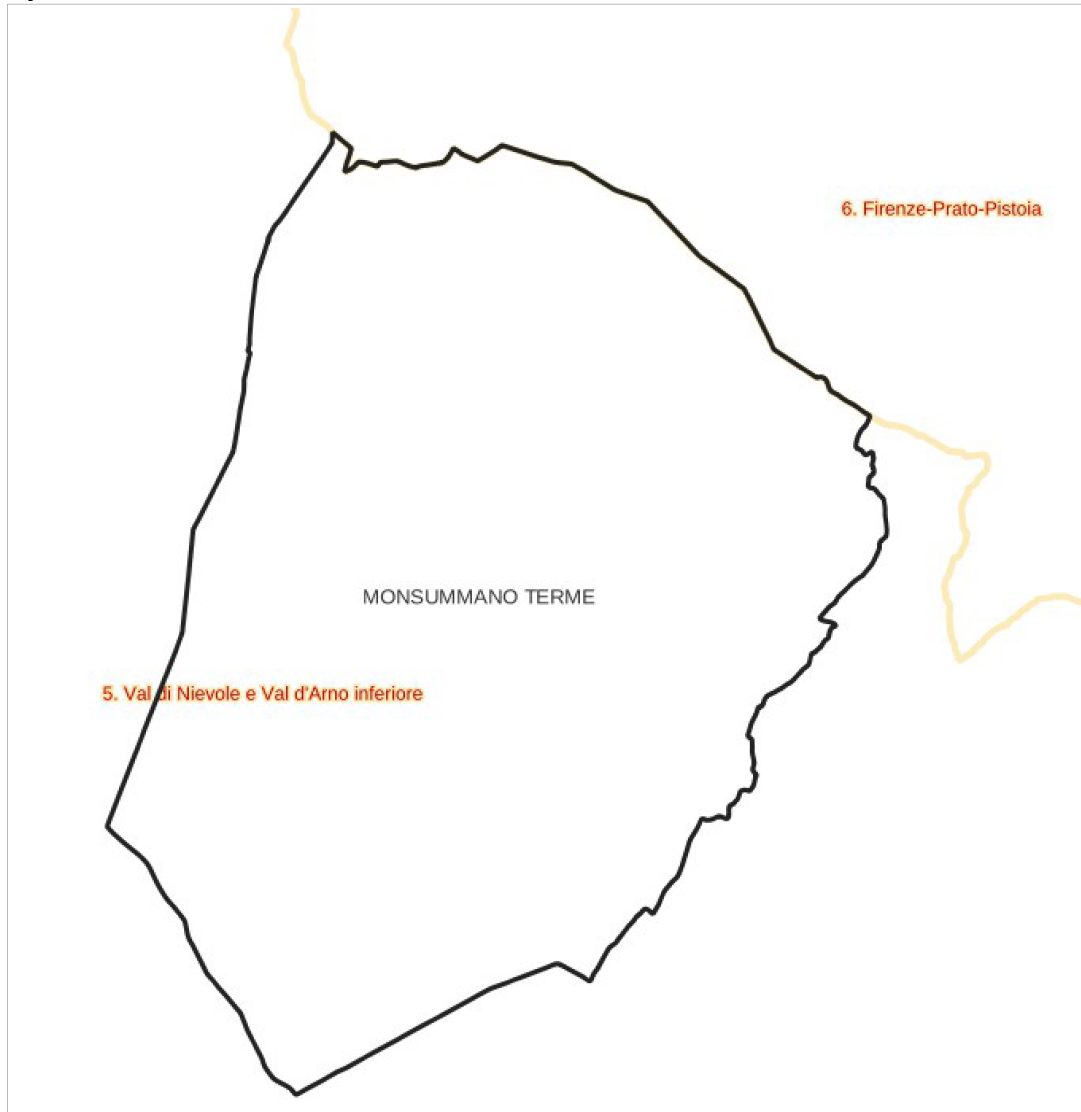 6. Firenze-Prato-Pistoia
MONSUMMANO TERME
5. Val di Nievole e Val d'Arno inferiore